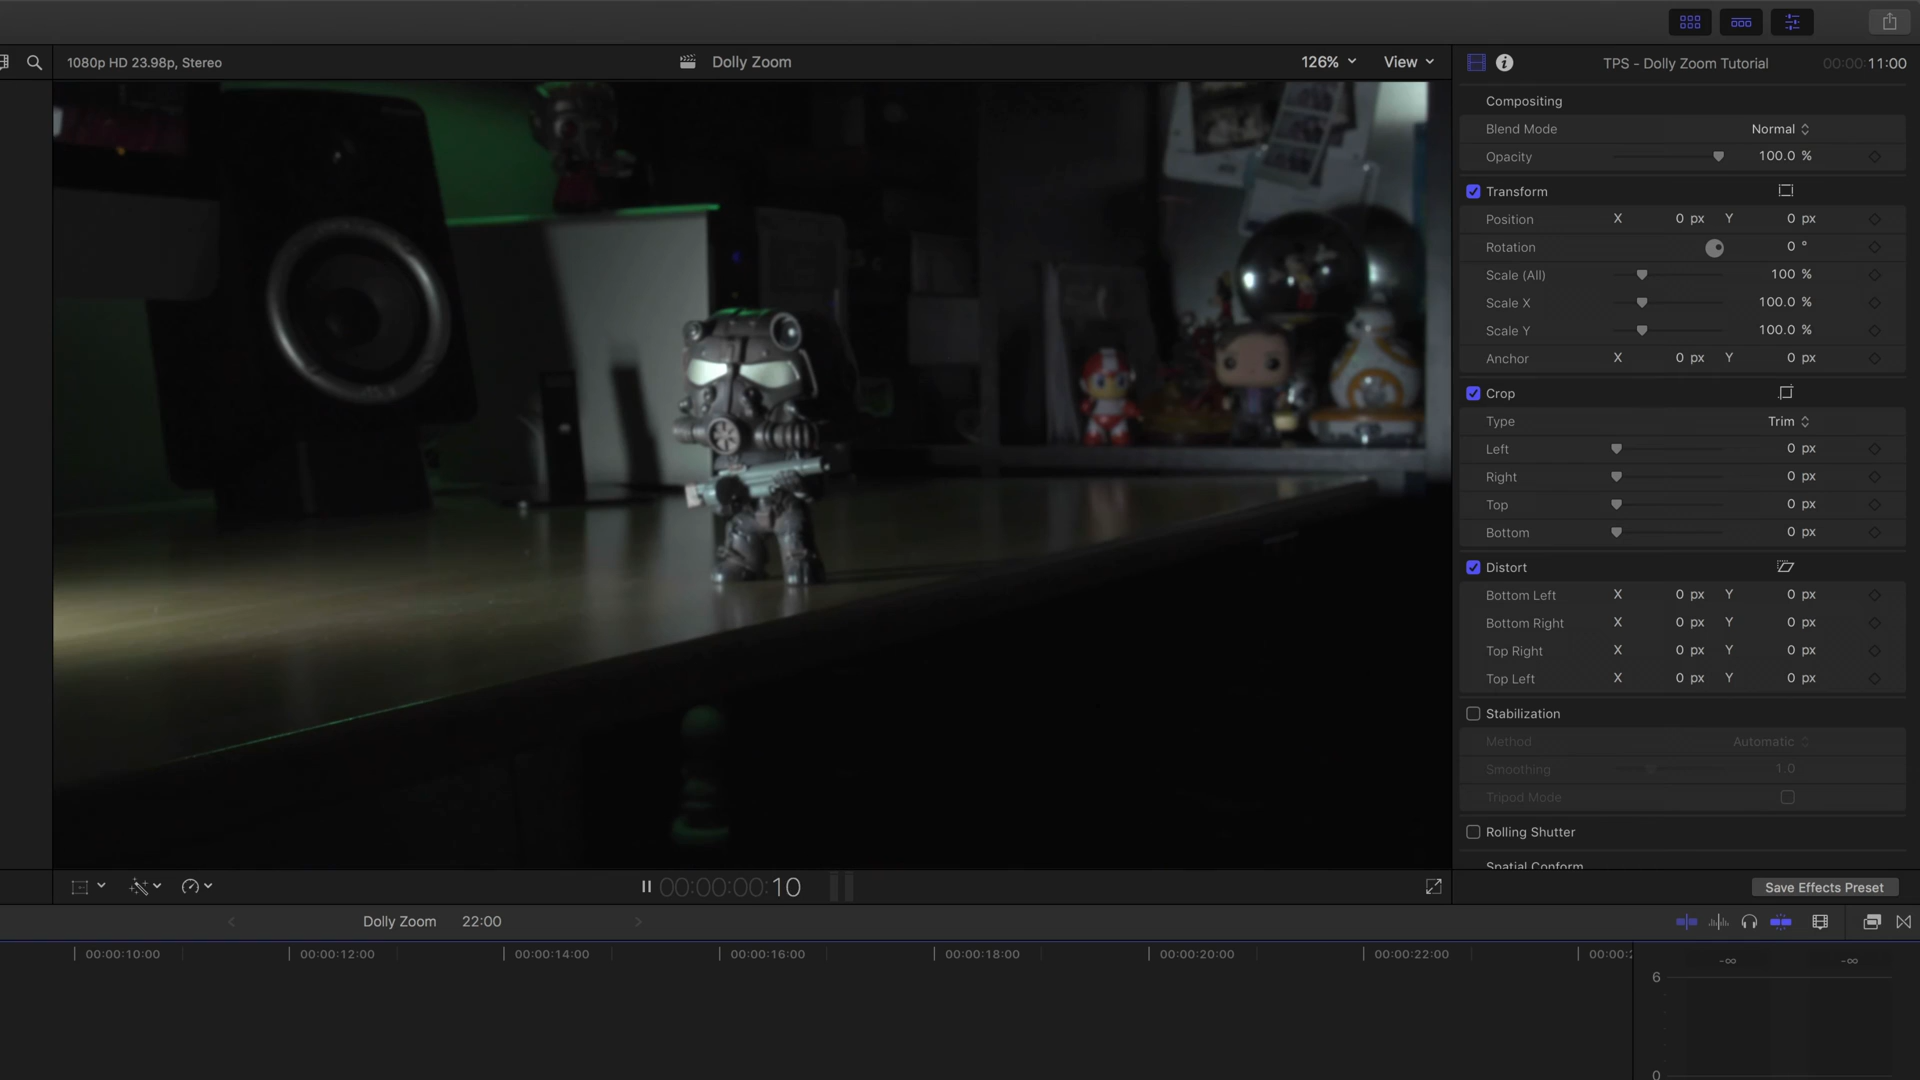 1080p HD 23.98p, Stereo
Dolly Zoom
126%
View
TPS - Dolly Zoom Tutorial
00:00:11:00
Compositing
Blend Mode Normal
Opacity 100.0 %
Transform
Position X 0 px Y 0 px
Rotation 0 °
Scale (All) 100 %
Scale X 100.0 %
Scale Y 100.0 %
Anchor X 0 px Y 0 px
Crop
Type Trim
Left 0 px
Right 0 px
Top 0 px
Bottom 0 px
Distort
Bottom Left X 0 px Y 0 px
Bottom Right X 0 px Y 0 px
Top Right X 0 px Y 0 px
Top Left X 0 px Y 0 px
Stabilization
Method Automatic
Smoothing 1.0
Tripod Mode
Rolling Shutter
Spatial Conform
00:00:00:10
Save Effects Preset
Dolly Zoom 22:00
00:00:10:00 00:00:12:00 00:00:14:00 00:00:16:00 00:00:18:00 00:00:20:00 00:00:22:00 00:00:2
-∞ -∞
6
0